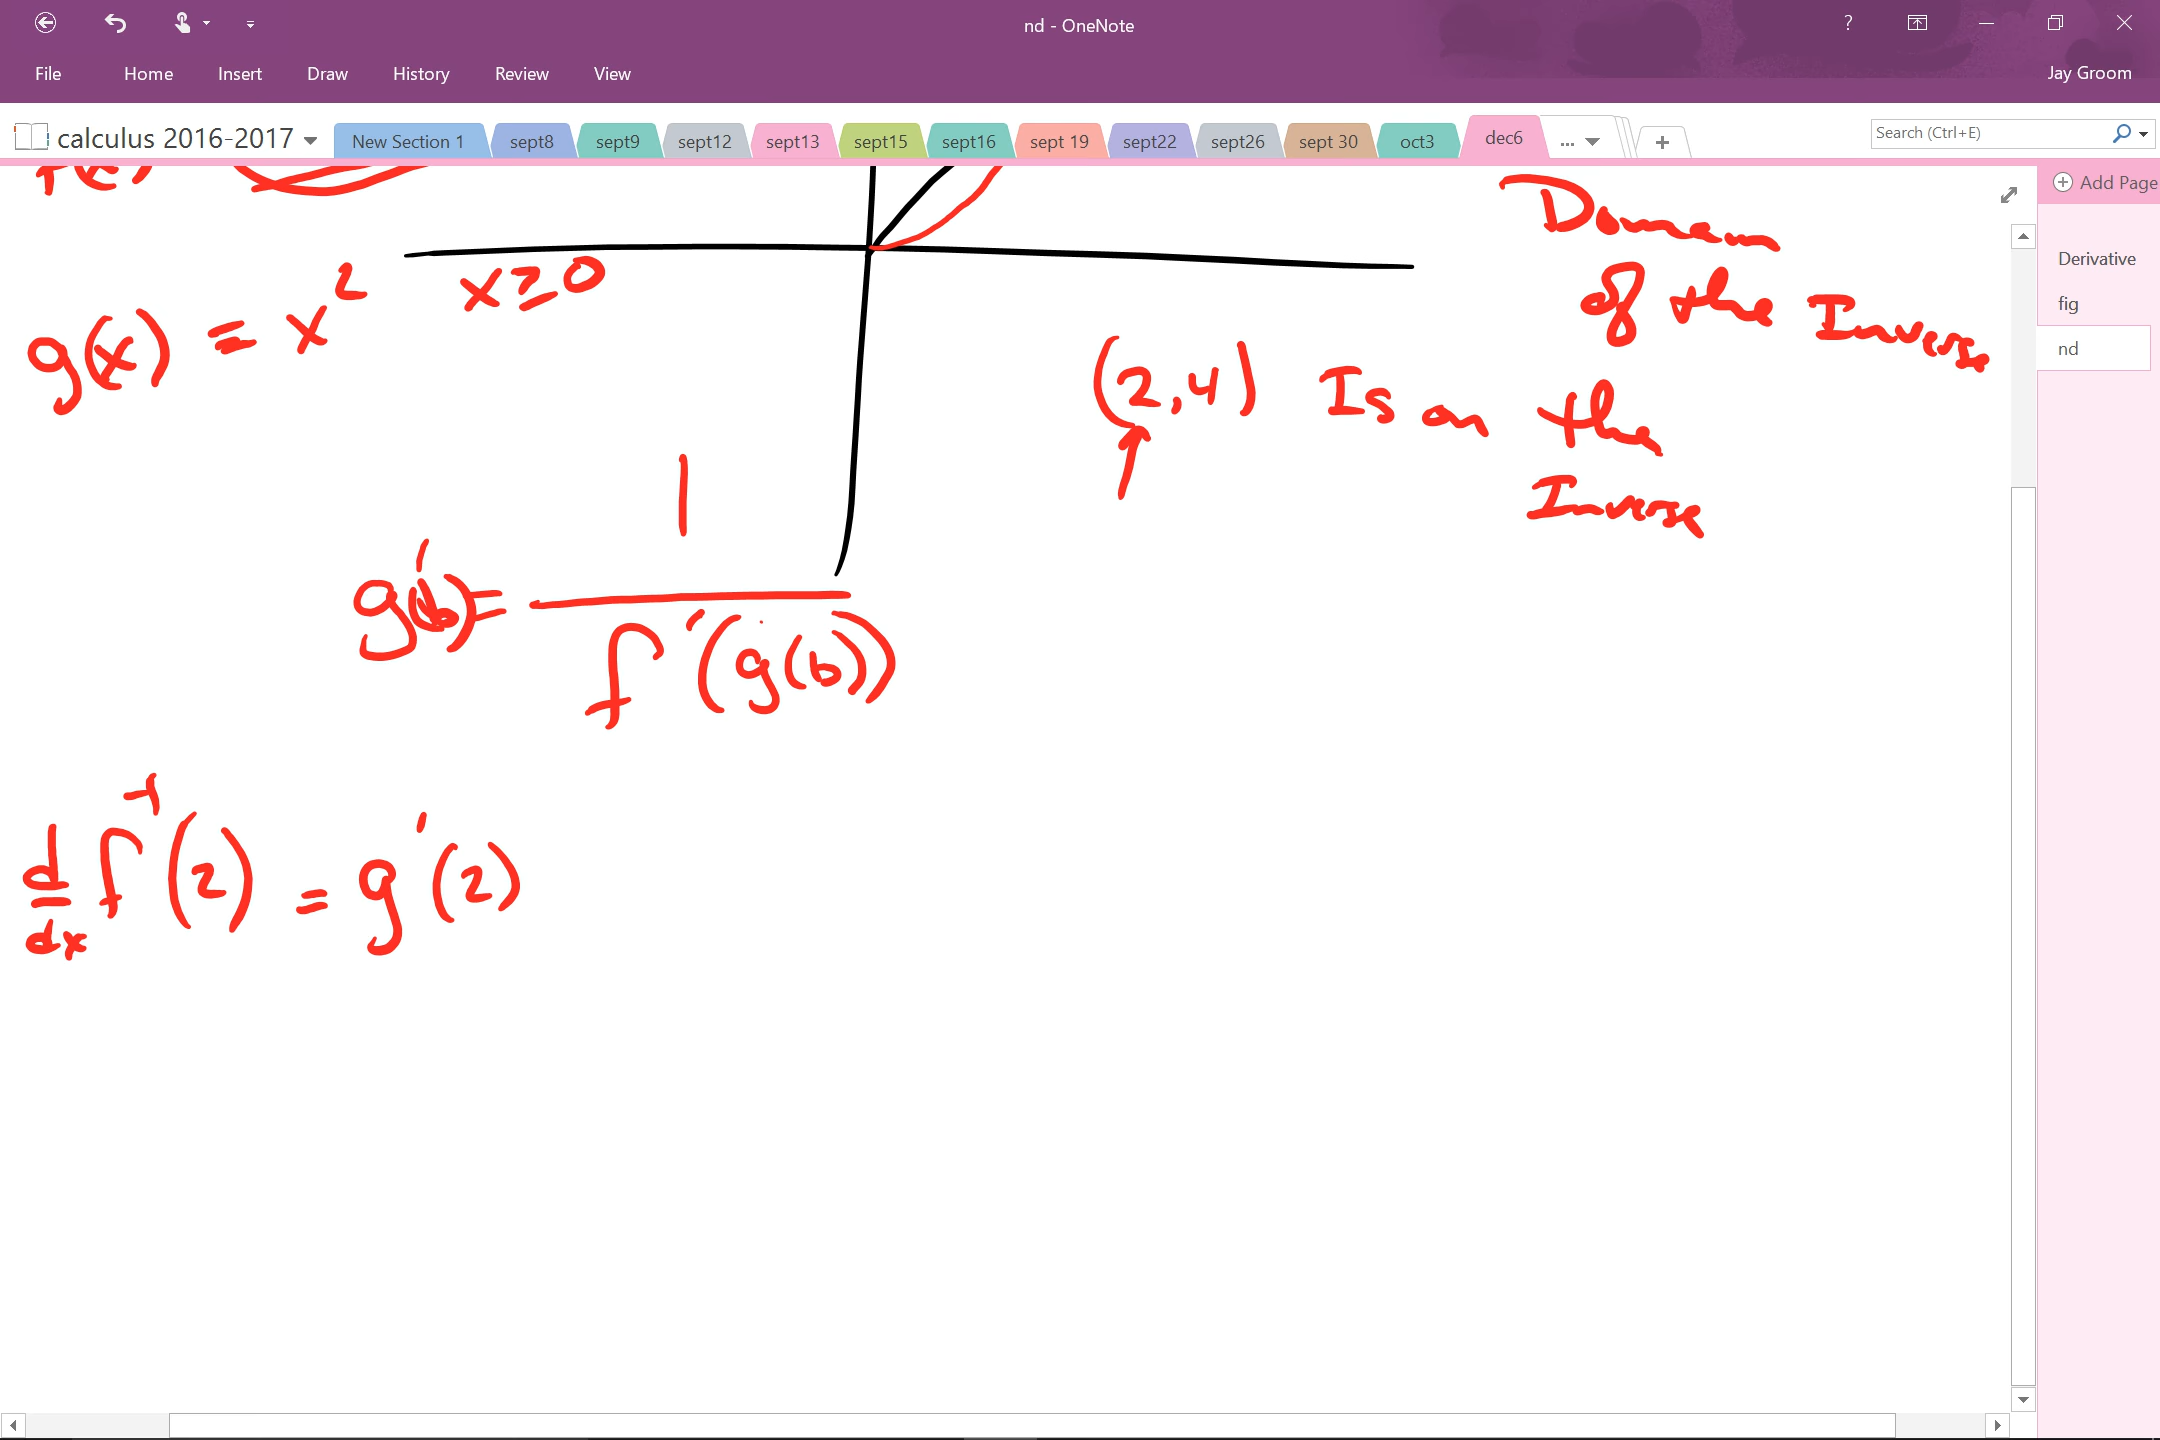 nd - OneNote
?
File Home Insert Draw History Review View
Jay Groom
calculus 2016-2017
New Section 1 sept8 sept9 sept12 sept13 sept15 sept16 sept 19 sept22 sept26 sept 30 oct3 dec6 ... +
Search (Ctrl+E)
Add Page
Derivative
fig
nd
f(x)
g(x) = x² x≥0
Domain
of the Inverse
(2,4) Is on the
Inverse
g'(b) = 1 / f'(g(b))
d/dx f⁻¹(2) = g'(2)